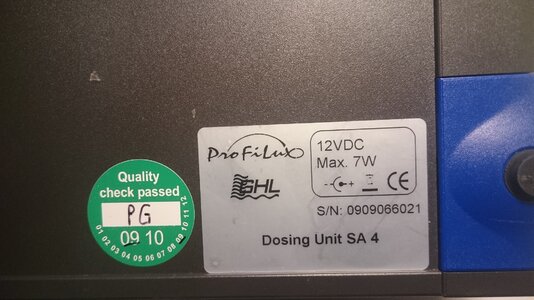 Quality
check passed
PG
09 10
01 02 03 04 05 06 07 08 09 10 11 12
ProFiLux
GHL
12VDC
Max. 7W
- +
CE
S/N: 0909066021
Dosing Unit SA 4